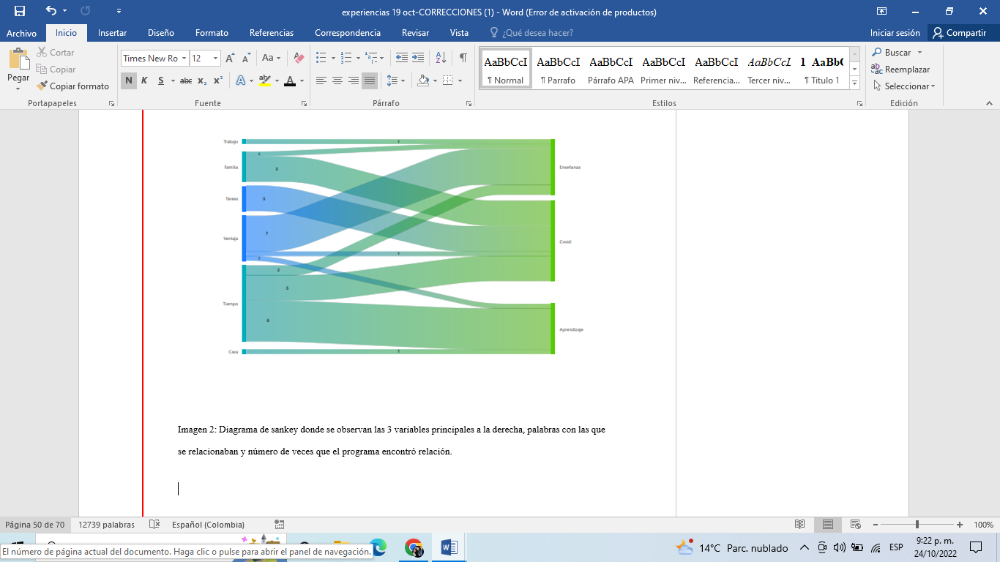 experiencias 19 oct-CORRECCIONES (1) - Word (Error de activación de productos)
Archivo Inicio Insertar Diseño Formato Referencias Correspondencia Revisar Vista ¿Qué desea hacer? Iniciar sesión Compartir
Pegar
Cortar
Copiar
Copiar formato
Portapapeles
Times New Ro 12
Aa
N K S abc x₂ x²
Fuente
Párrafo
AaBbCcI AaBbCcI AaBbCcI AaBbCcI AaBbCcI AaBbCcI 1 AaBb(
¶ Normal ¶ Parrafo Párrafo APA Primer niv... Referencia... Tercer niv... ¶ Titulo 1
Estilos
Buscar
Reemplazar
Seleccionar
Edición
Trabajo 1
1
Familia 5 Enseñanza
Tareas 5
Ventaja 7 Covid
1
1
2
5
Tiempo
8 Aprendizaje
Casa 1
Imagen 2: Diagrama de sankey donde se observan las 3 variables principales a la derecha, palabras con las que
se relacionaban y número de veces que el programa encontró relación.
Página 50 de 70 12739 palabras Español (Colombia) 100%
El número de página actual del documento. Haga clic o pulse para abrir el panel de navegación.
14°C Parc. nublado ESP 9:22 p. m.
24/10/2022